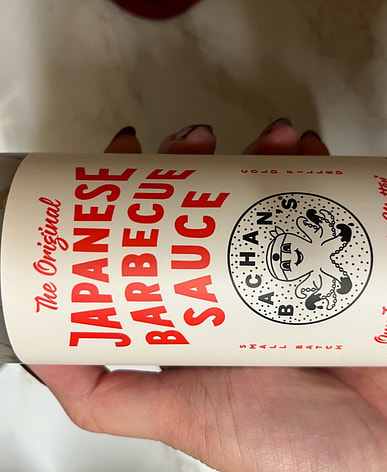 The Original
JAPANESE
BARBECUE
SAUCE
COLD FILLED
BACHAN'S
SMALL BATCH